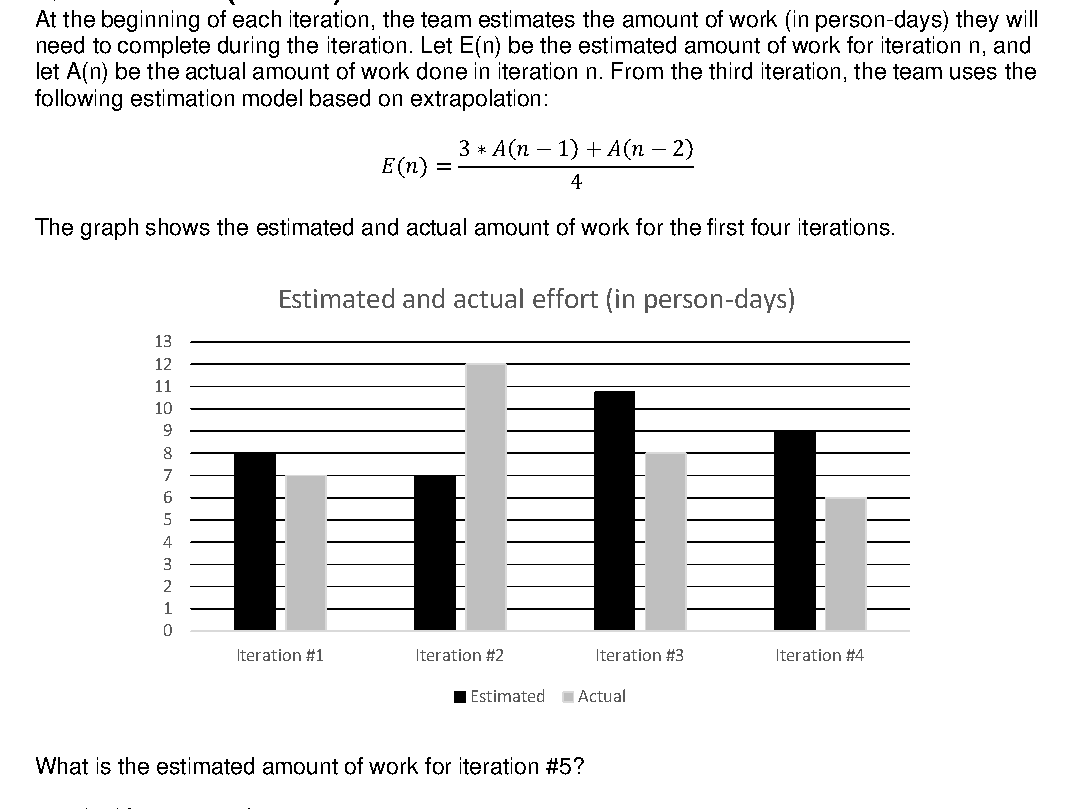 At the beginning of each iteration, the team estimates the amount of work (in person-days) they will
need to complete during the iteration. Let E(n) be the estimated amount of work for iteration n, and
let A(n) be the actual amount of work done in iteration n. From the third iteration, the team uses the
following estimation model based on extrapolation:
E(n) = 3 * A(n − 1) + A(n − 2)
4
The graph shows the estimated and actual amount of work for the first four iterations.
Estimated and actual effort (in person-days)
13
12
11
10
9
8
7
6
5
4
3
2
1
0
Iteration #1 Iteration #2 Iteration #3 Iteration #4
Estimated Actual
What is the estimated amount of work for iteration #5?